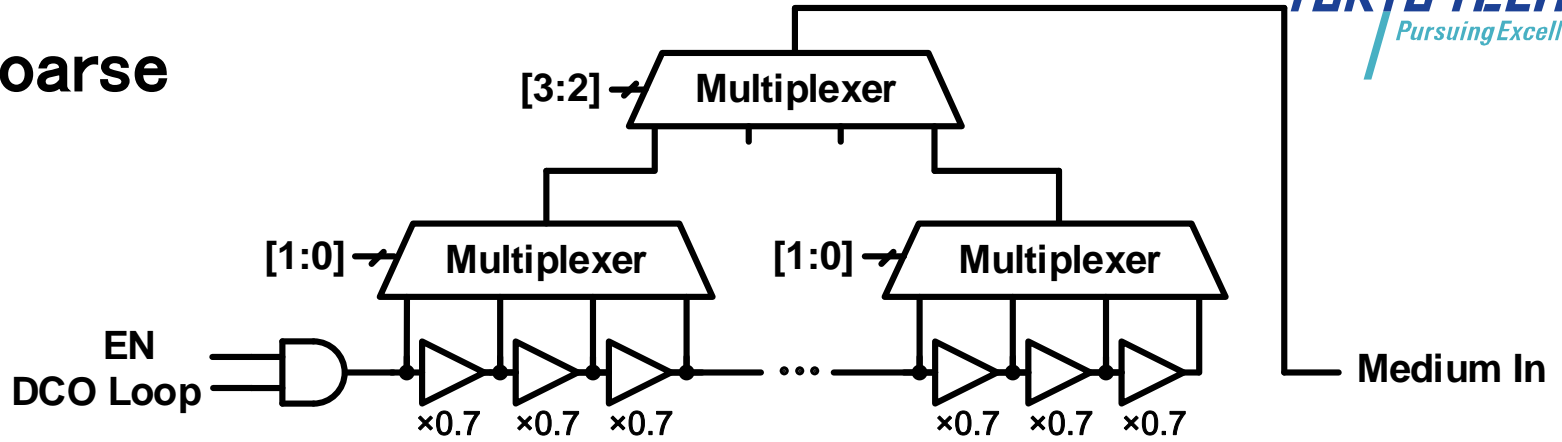 oarse
Pursuing Excell
[3:2]
Multiplexer
[1:0]
Multiplexer
[1:0]
Multiplexer
EN
DCO Loop
×0.7
×0.7
×0.7
×0.7
×0.7
×0.7
Medium In